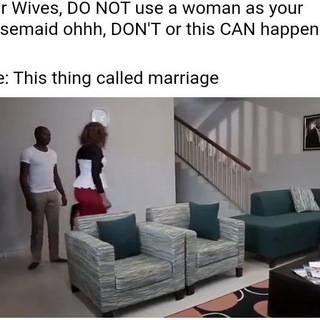 r Wives, DO NOT use a woman as your
semaid ohhh, DON'T or this CAN happen
e: This thing called marriage